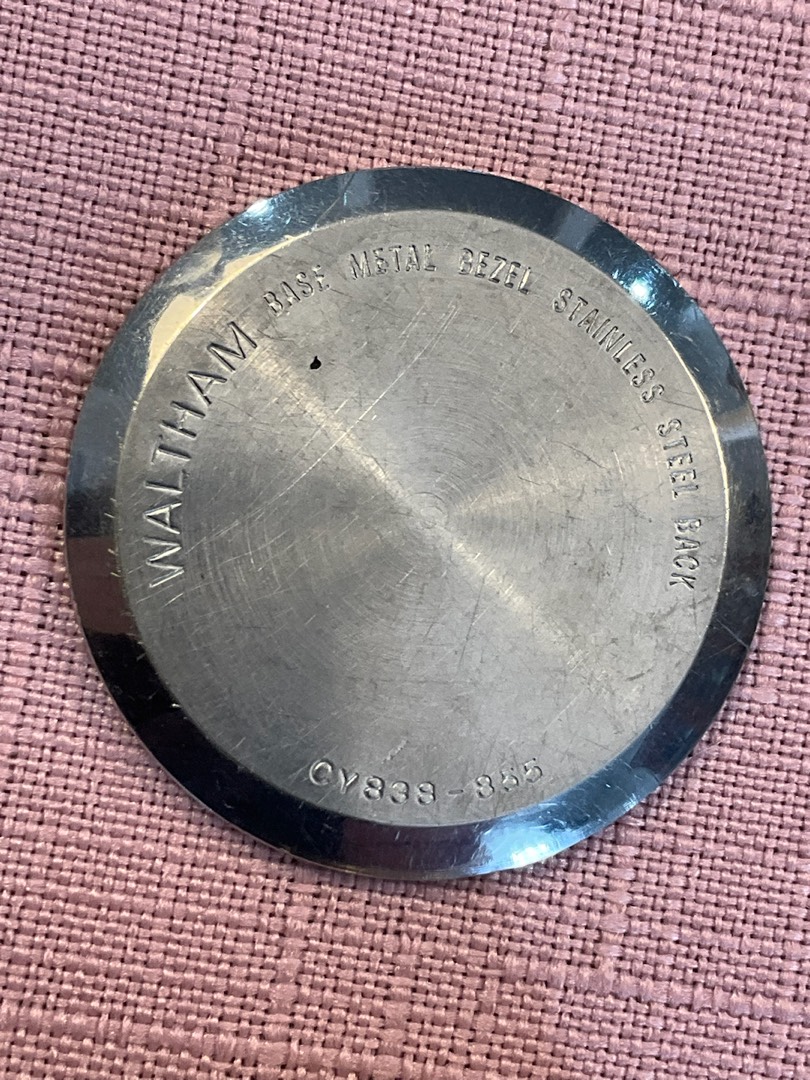 WALTHAM BASE METAL BEZEL STAINLESS STEEL BACK
CY838-855